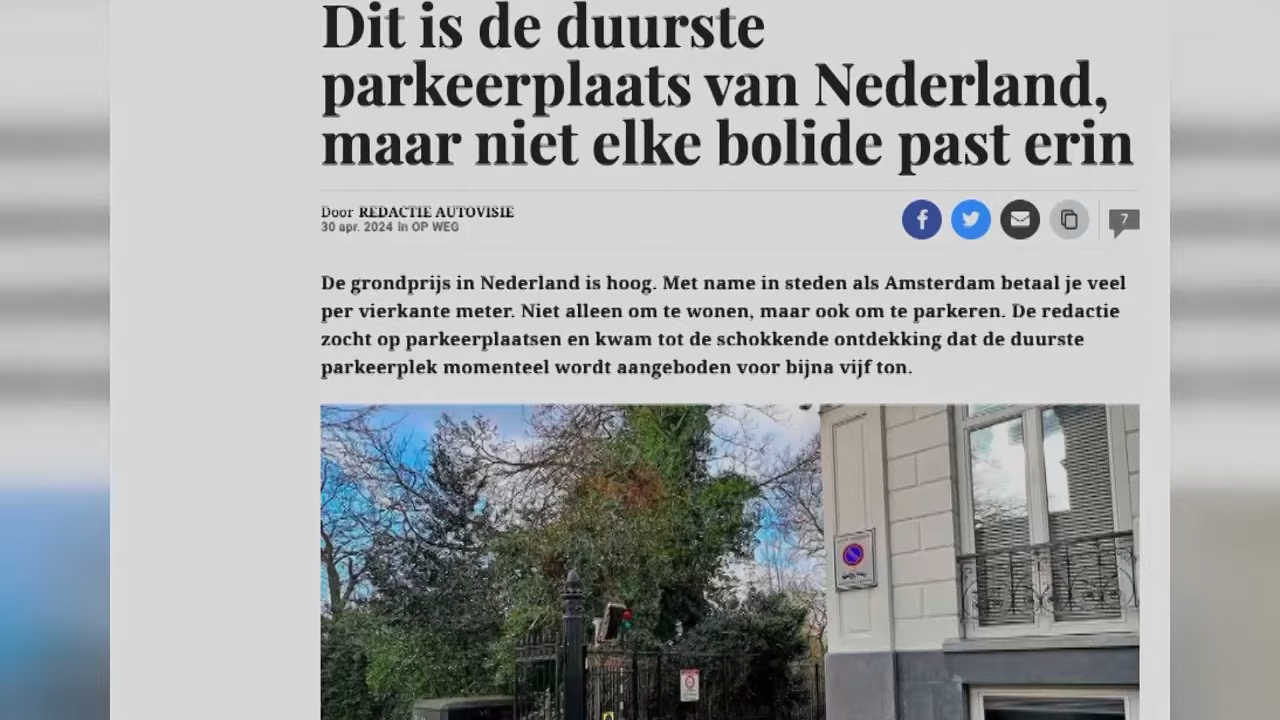 Dit is de duurste
parkeerplaats van Nederland,
maar niet elke bolide past erin
Door REDACTIE AUTOVISIE
30 apr. 2024 in OP WEG
7
De grondprijs in Nederland is hoog. Met name in steden als Amsterdam betaal je veel
per vierkante meter. Niet alleen om te wonen, maar ook om te parkeren. De redactie
zocht op parkeerplaatsen en kwam tot de schokkende ontdekking dat de duurste
parkeerplek momenteel wordt aangeboden voor bijna vijf ton.